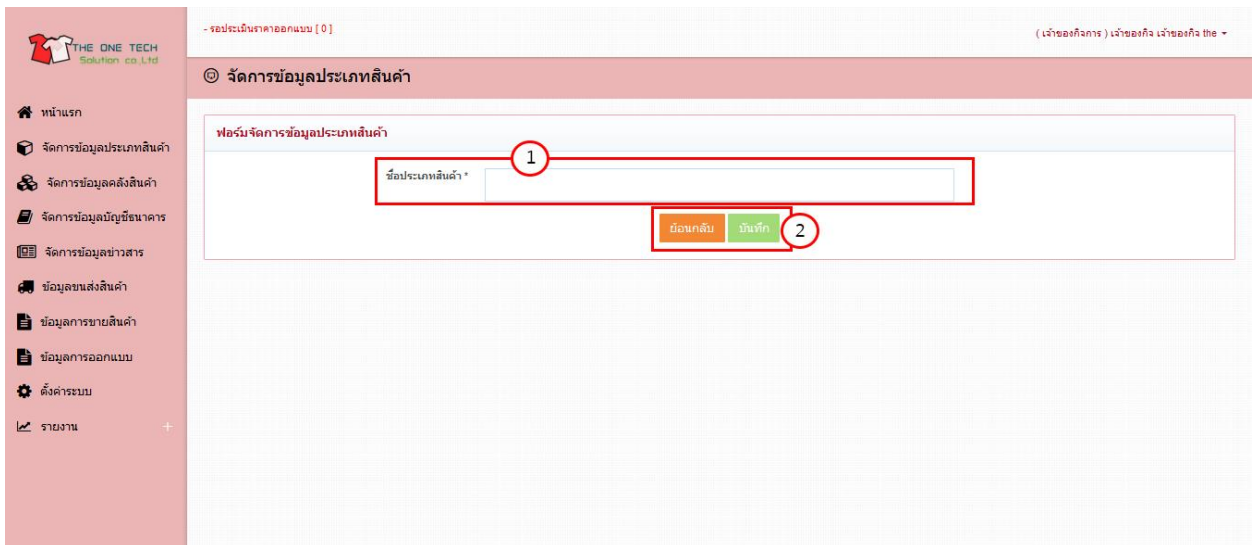 THE ONE TECH
Solution co.,Ltd
- รอประเมินราคาออกแบบ [ 0 ]
( เจ้าของกิจการ ) เจ้าของกิจ เจ้าของกิจ the
จัดการข้อมูลประเภทสินค้า
หน้าแรก
จัดการข้อมูลประเภทสินค้า
จัดการข้อมูลคลังสินค้า
จัดการข้อมูลบัญชีธนาคาร
จัดการข้อมูลข่าวสาร
ข้อมูลขนส่งสินค้า
ข้อมูลการขายสินค้า
ข้อมูลการออกแบบ
ตั้งค่าระบบ
รายงาน +
ฟอร์มจัดการข้อมูลประเภทสินค้า
1
ชื่อประเภทสินค้า *
ย้อนกลับ บันทึก 2